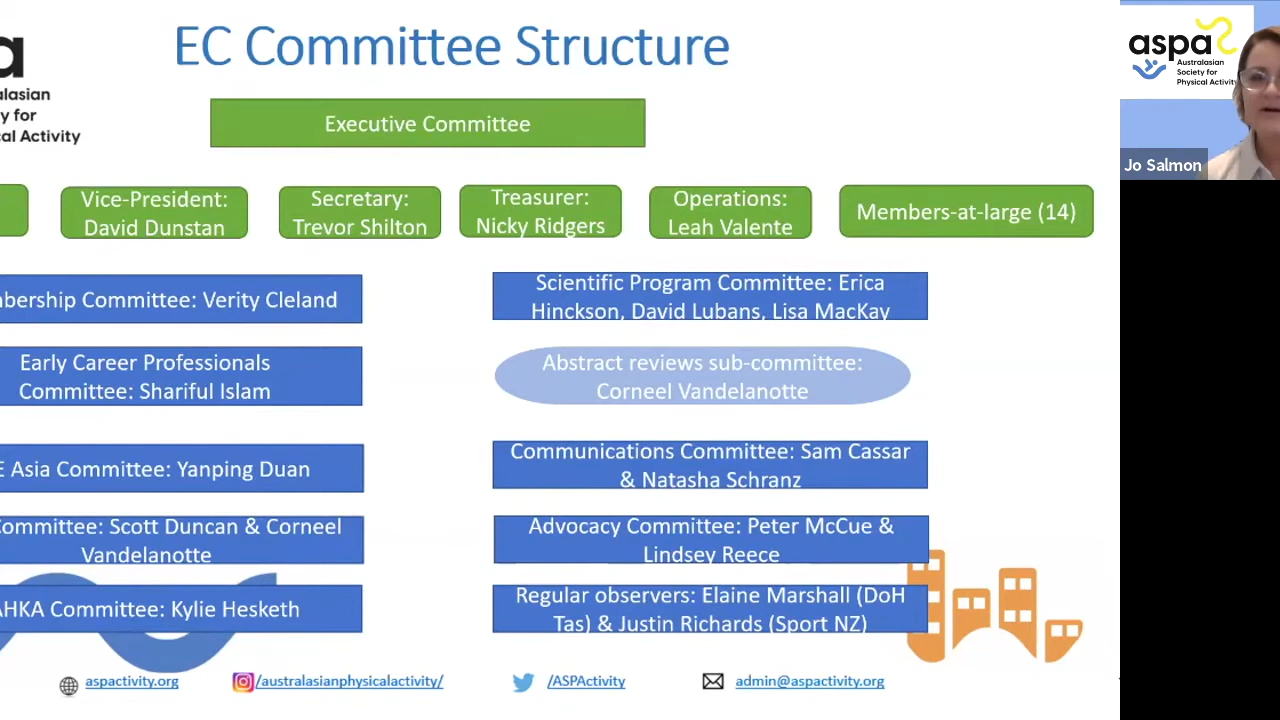 EC Committee Structure
a
alasian
y for
cal Activity
Executive Committee
Vice-President:
David Dunstan
Secretary:
Trevor Shilton
Treasurer:
Nicky Ridgers
Operations:
Leah Valente
Members-at-large (14)
bership Committee: Verity Cleland
Scientific Program Committee: Erica
Hinckson, David Lubans, Lisa MacKay
Early Career Professionals
Committee: Shariful Islam
Abstract reviews sub-committee:
Corneel Vandelanotte
E Asia Committee: Yanping Duan
Communications Committee: Sam Cassar
& Natasha Schranz
Committee: Scott Duncan & Corneel
Vandelanotte
Advocacy Committee: Peter McCue &
Lindsey Reece
AHKA Committee: Kylie Hesketh
Regular observers: Elaine Marshall (DoH
Tas) & Justin Richards (Sport NZ)
aspactivity.org
/australasianphysicalactivity/
/ASPActivity
admin@aspactivity.org
aspa
Australasian
Society for
Physical Activity
Jo Salmon